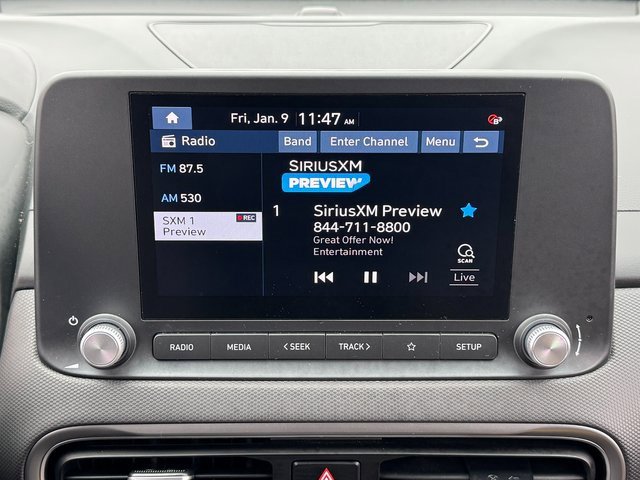 Fri, Jan. 9 11:47 AM
Radio Band Enter Channel Menu
FM 87.5
AM 530
SXM 1 REC
Preview
SIRIUSXM
PREVIEW
1 SiriusXM Preview
844-711-8800
Great Offer Now!
Entertainment
SCAN
Live
RADIO MEDIA < SEEK TRACK > SETUP